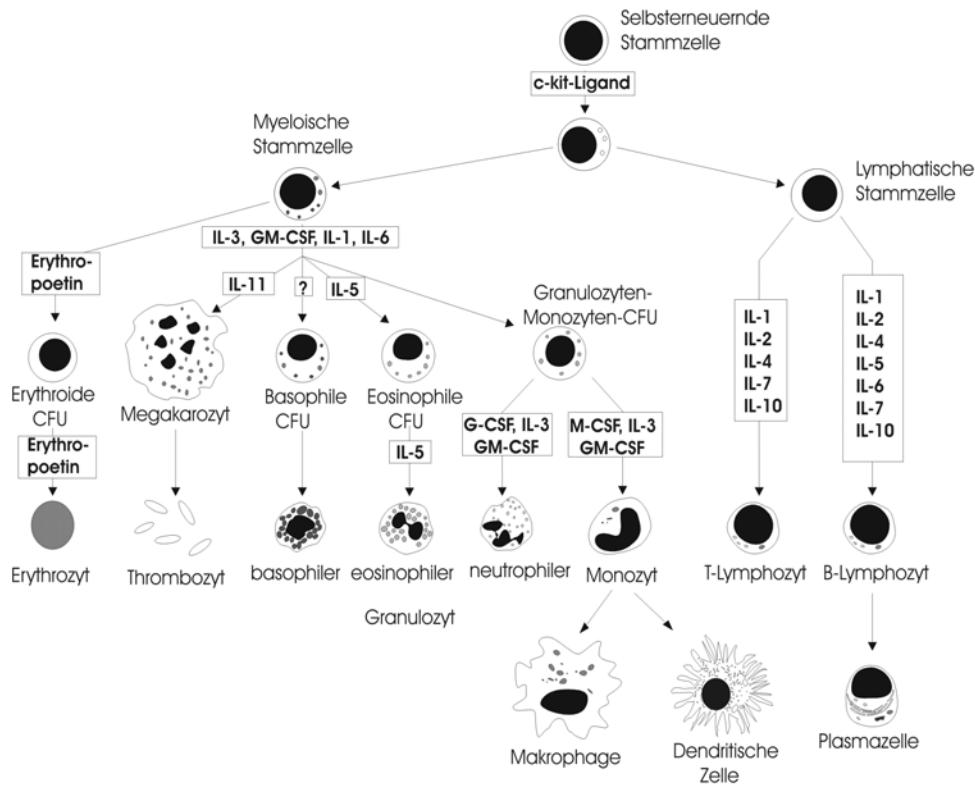 Selbsterneuernde
Stammzelle
c-kit-Ligand
Myeloische
Stammzelle
Lymphatische
Stammzelle
IL-3, GM-CSF, IL-1, IL-6
Erythro-
poetin
IL-11
?
IL-5
Granulozyten-
Monozyten-CFU
IL-1
IL-2
IL-4
IL-7
IL-10
IL-1
IL-2
IL-4
IL-5
IL-6
IL-7
IL-10
Erythroide
CFU
Megakarozyt
Basophile
CFU
Eosinophile
CFU
Erythro-
poetin
IL-5
G-CSF, IL-3
GM-CSF
M-CSF, IL-3
GM-CSF
Erythrozyt
Thrombozyt
basophiler
eosinophiler
neutrophiler
Granulozyt
Monozyt
T-Lymphozyt
B-Lymphozyt
Makrophage
Dendritische
Zelle
Plasmazelle